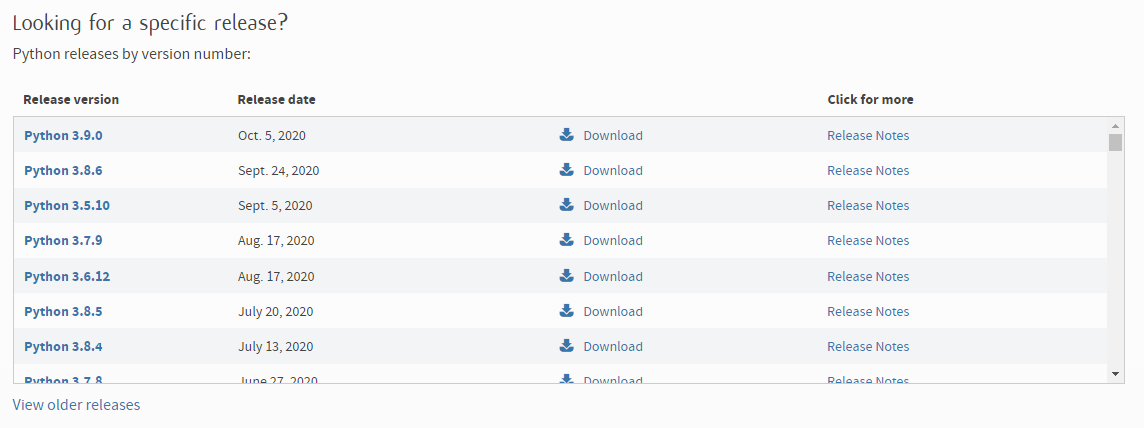 Looking for a specific release?
Python releases by version number:
Release version Release date Click for more
Python 3.9.0 Oct. 5, 2020 Download Release Notes
Python 3.8.6 Sept. 24, 2020 Download Release Notes
Python 3.5.10 Sept. 5, 2020 Download Release Notes
Python 3.7.9 Aug. 17, 2020 Download Release Notes
Python 3.6.12 Aug. 17, 2020 Download Release Notes
Python 3.8.5 July 20, 2020 Download Release Notes
Python 3.8.4 July 13, 2020 Download Release Notes
Python 3.7.8 June 27, 2020 Download Release Notes
View older releases